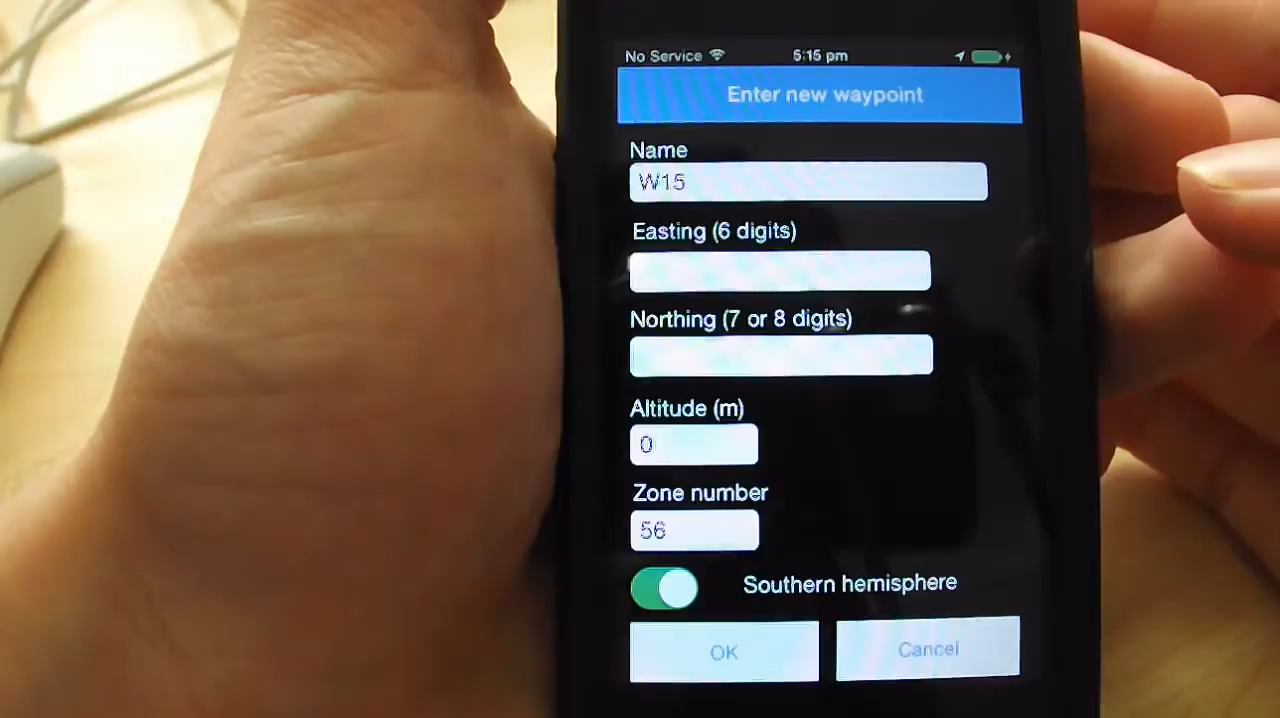 No Service 5:15 pm
Enter new waypoint
Name
W15
Easting (6 digits)
Northing (7 or 8 digits)
Altitude (m)
0
Zone number
56
Southern hemisphere
OK Cancel